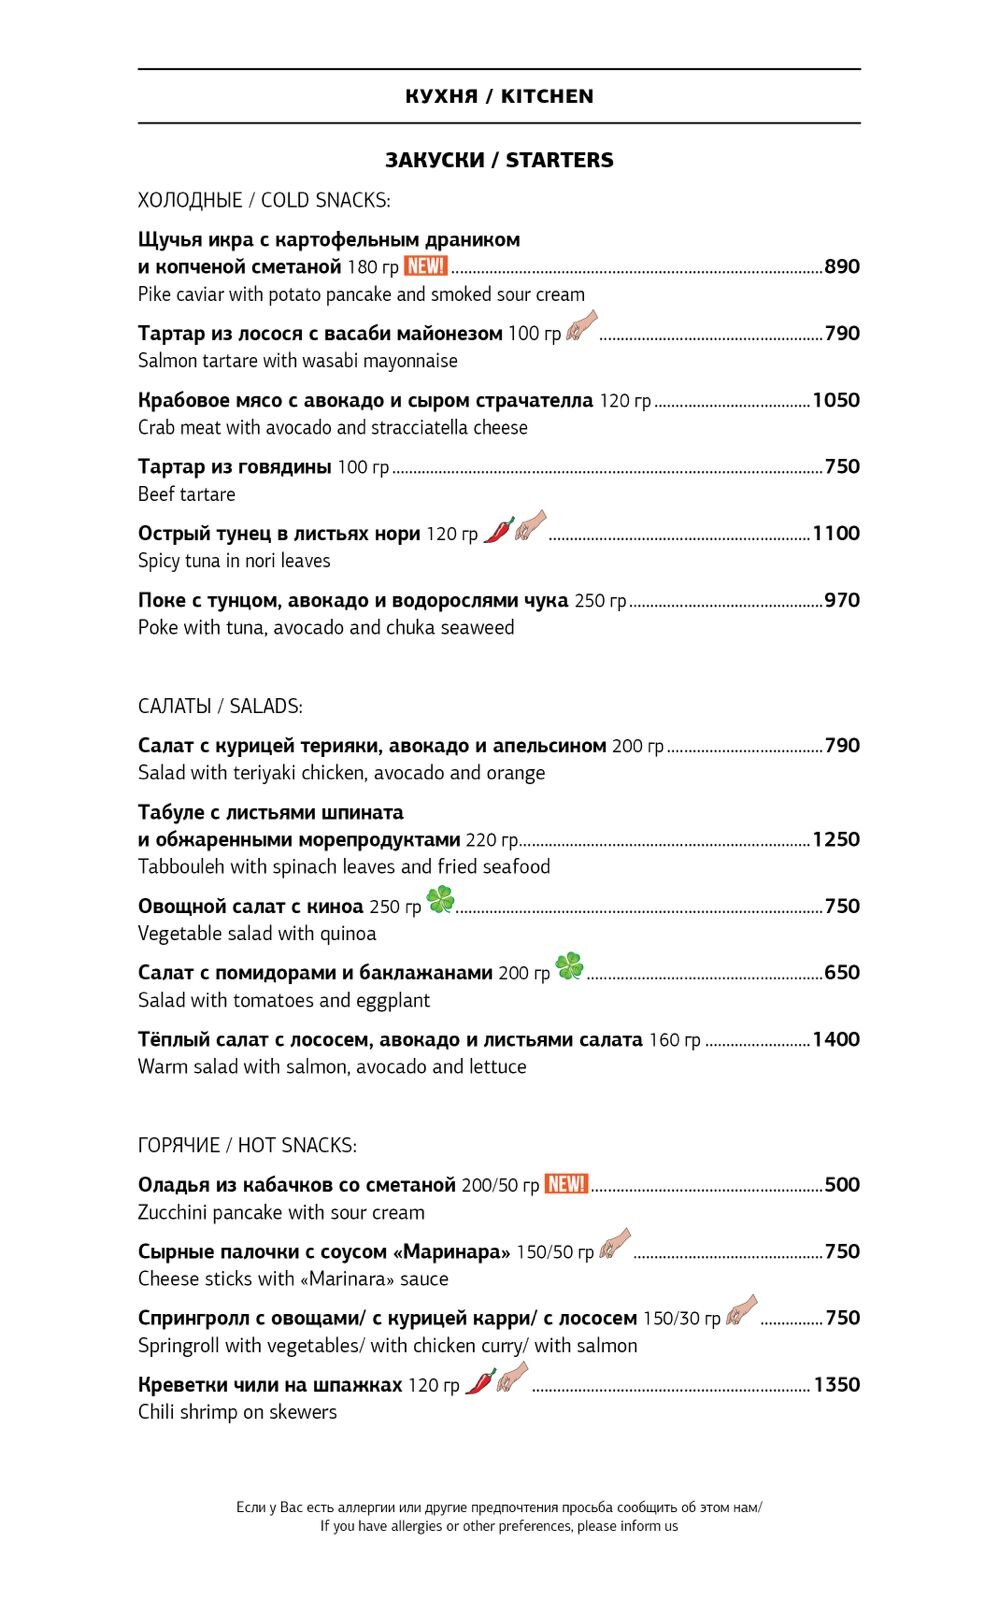 КУХНЯ / KITCHEN
ЗАКУСКИ / STARTERS
ХОЛОДНЫЕ / COLD SNACKS:
Щучья икра с картофельным драником
и копченой сметаной 180 гр NEW! 890
Pike caviar with potato pancake and smoked sour cream
Тартар из лосося с васаби майонезом 100 гр 790
Salmon tartare with wasabi mayonnaise
Крабовое мясо с авокадо и сыром страчателла 120 гр 1050
Crab meat with avocado and stracciatella cheese
Тартар из говядины 100 гр 750
Beef tartare
Острый тунец в листьях нори 120 гр 1100
Spicy tuna in nori leaves
Поке с тунцом, авокадо и водорослями чука 250 гр 970
Poke with tuna, avocado and chuka seaweed
САЛАТЫ / SALADS:
Салат с курицей терияки, авокадо и апельсином 200 гр 790
Salad with teriyaki chicken, avocado and orange
Табуле с листьями шпината
и обжаренными морепродуктами 220 гр 1250
Tabbouleh with spinach leaves and fried seafood
Овощной салат с киноа 250 гр 750
Vegetable salad with quinoa
Салат с помидорами и баклажанами 200 гр 650
Salad with tomatoes and eggplant
Тёплый салат с лососем, авокадо и листьями салата 160 гр 1400
Warm salad with salmon, avocado and lettuce
ГОРЯЧИЕ / HOT SNACKS:
Оладья из кабачков со сметаной 200/50 гр NEW! 500
Zucchini pancake with sour cream
Сырные палочки с соусом «Маринара» 150/50 гр 750
Cheese sticks with «Marinara» sauce
Спрингролл с овощами/ с курицей карри/ с лососем 150/30 гр 750
Springroll with vegetables/ with chicken curry/ with salmon
Креветки чили на шпажках 120 гр 1350
Chili shrimp on skewers
Если у Вас есть аллергии или другие предпочтения просьба сообщить об этом нам/
If you have allergies or other preferences, please inform us